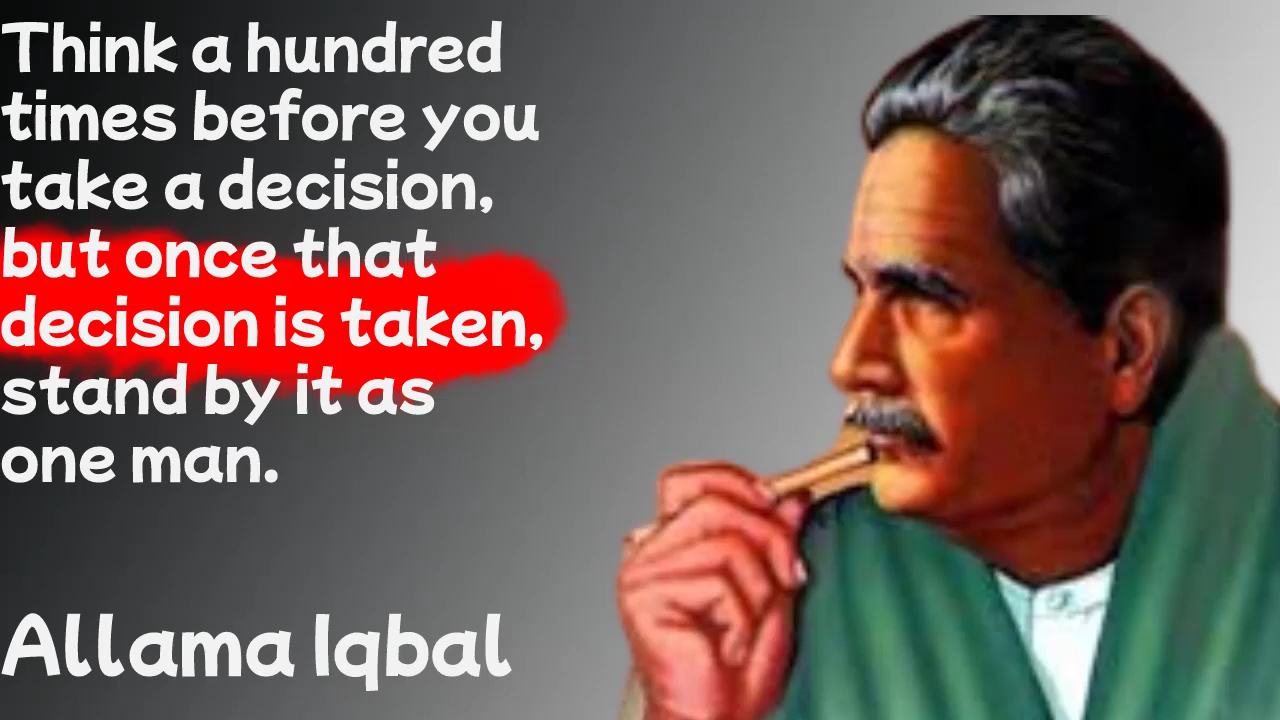 Think a hundred
times before you
take a decision,
but once that
decision is taken,
stand by it as
one man.
Allama Iqbal